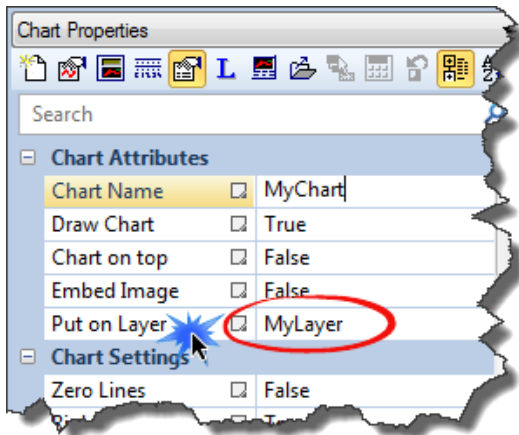 Chart Properties
L
Search
Chart Attributes
Chart Name MyChart
Draw Chart True
Chart on top False
Embed Image False
Put on Layer MyLayer
Chart Settings
Zero Lines False